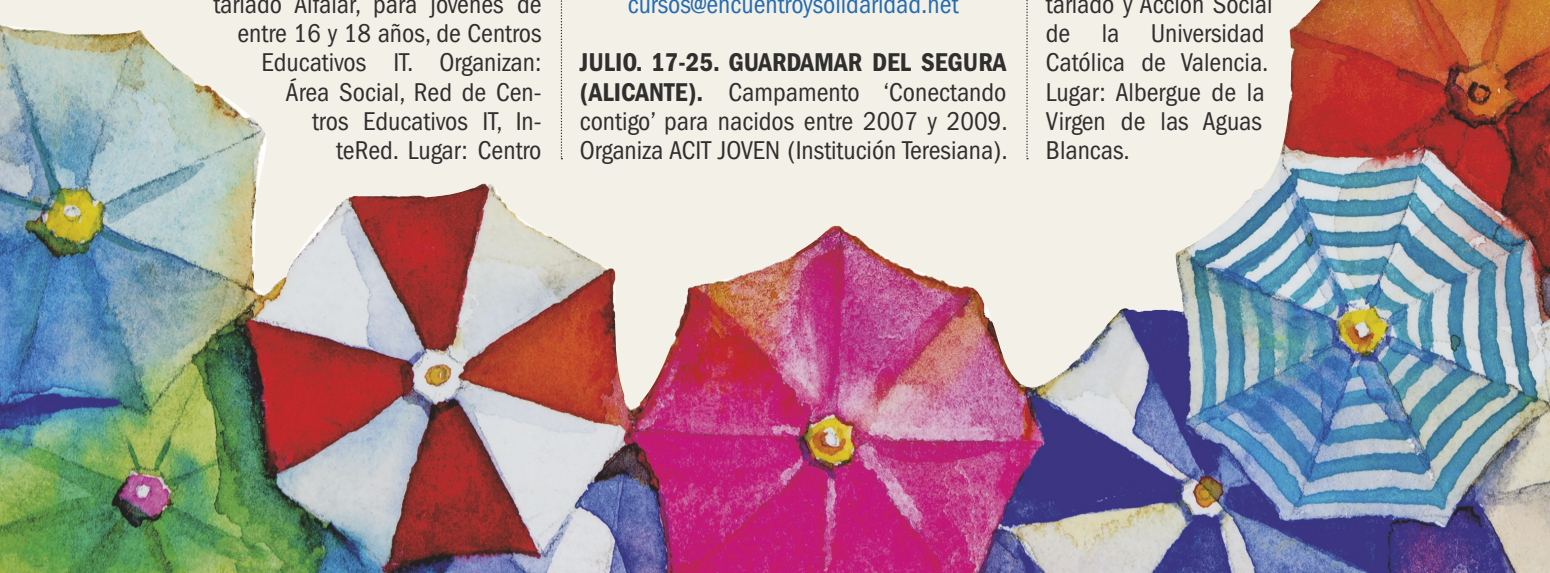 tariado Alfafar, para jóvenes de
entre 16 y 18 años, de Centros
Educativos IT. Organizan:
Área Social, Red de Cen-
tros Educativos IT, In-
teRed. Lugar: Centro
cursos@encuentroysolidaridad.net
JULIO. 17-25. GUARDAMAR DEL SEGURA
(ALICANTE). Campamento ‘Conectando
contigo’ para nacidos entre 2007 y 2009.
Organiza ACIT JOVEN (Institución Teresiana).
tariado y Acción Social
de la Universidad
Católica de Valencia.
Lugar: Albergue de la
Virgen de las Aguas
Blancas.